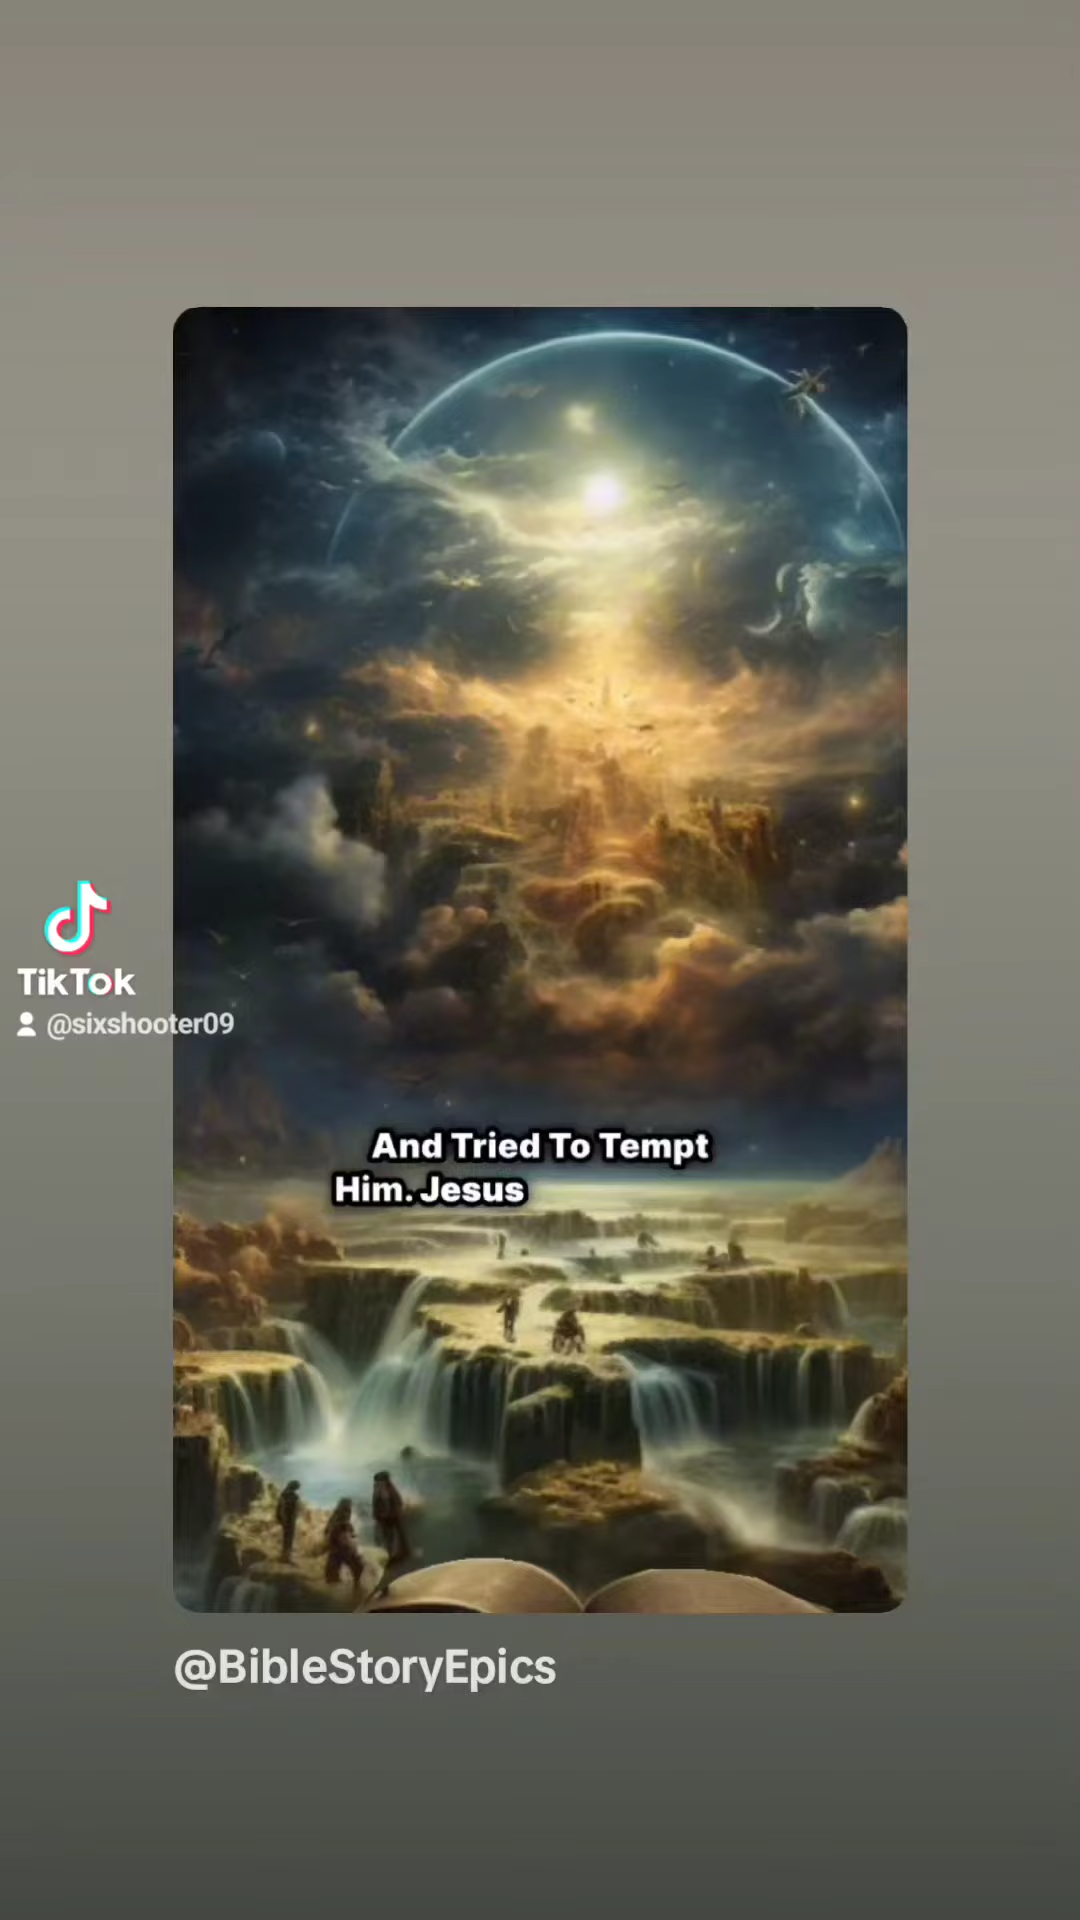 TikTok
@sixshooter09
And Tried To Tempt
Him. Jesus
@BibleStoryEpics